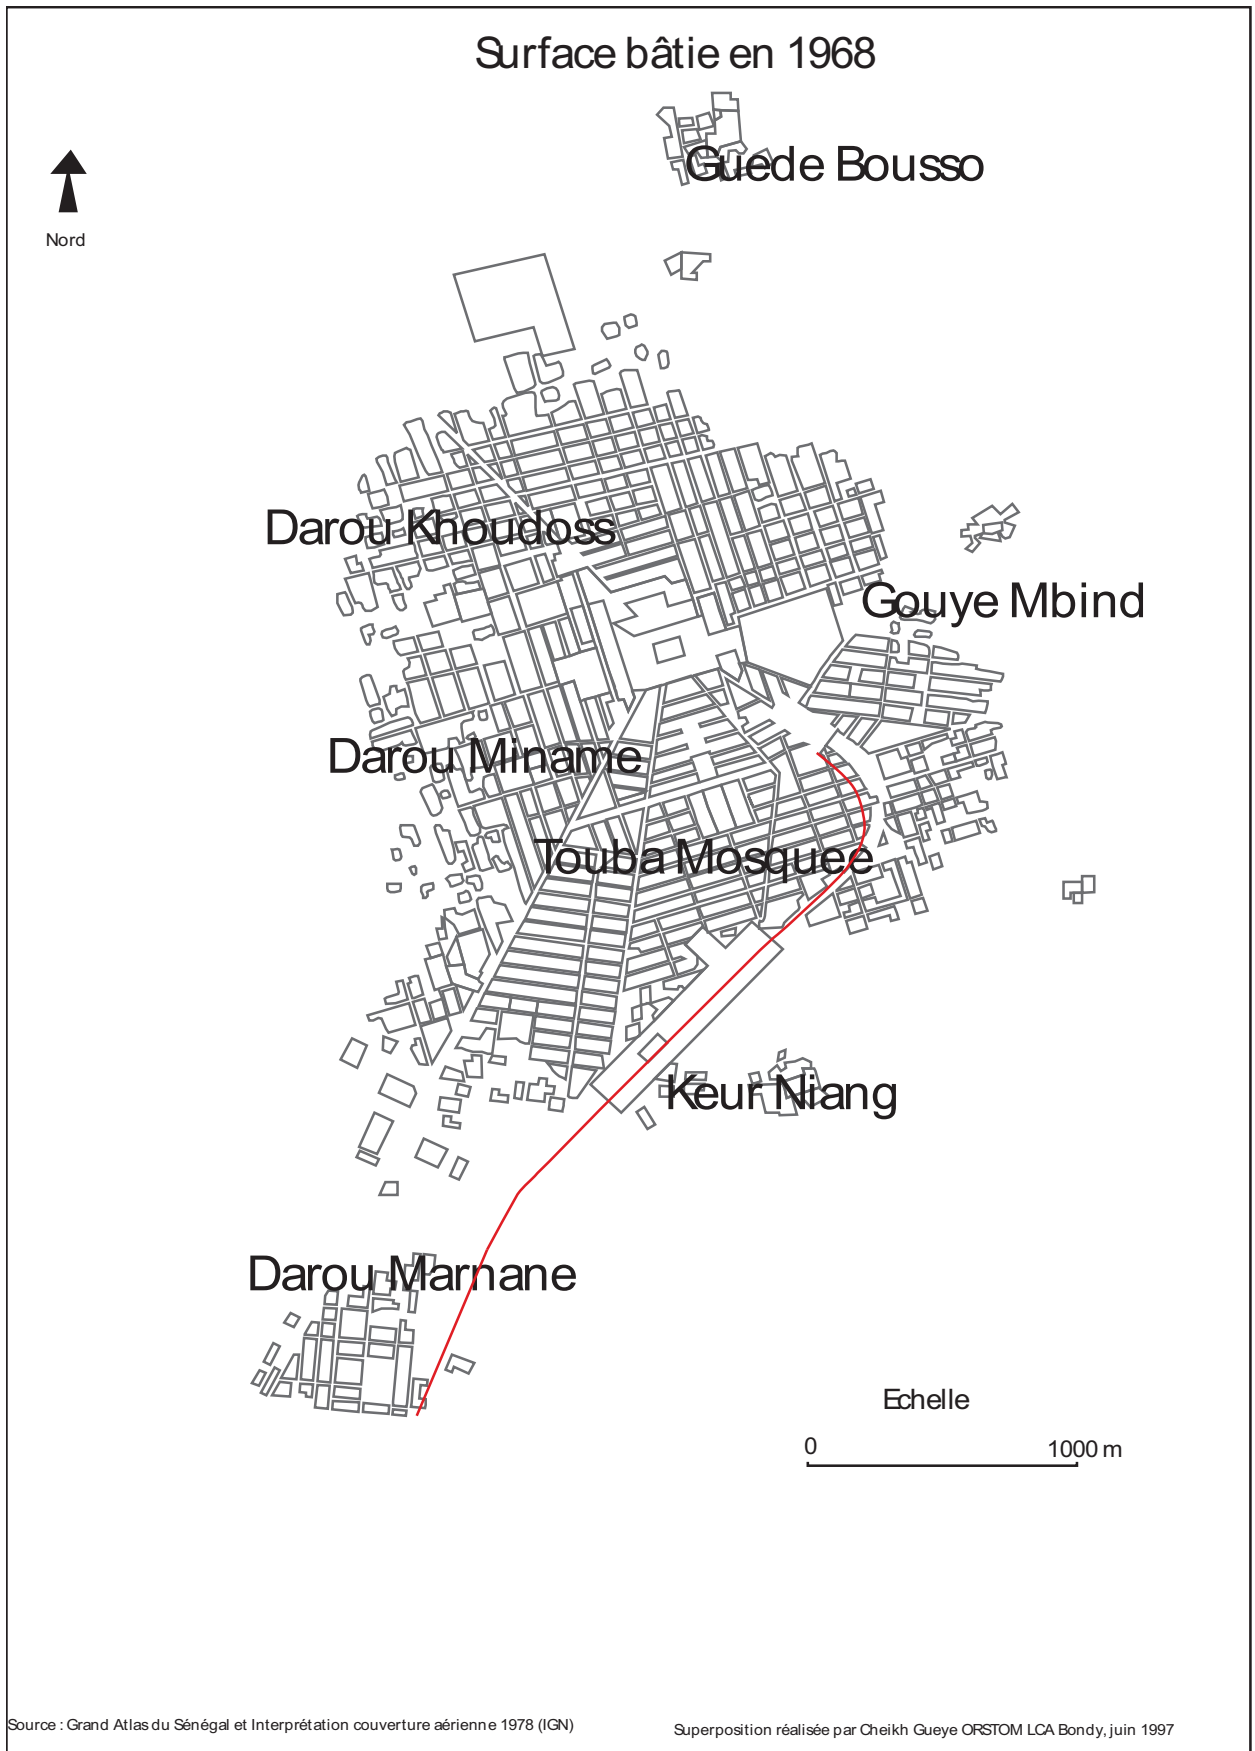 Surface bâtie en 1968
Guede Bousso
Nord
Darou Khoudoss
Gouye Mbind
Darou Miname
Touba Mosquee
Keur Niang
Darou Marnane
Echelle
0 1000 m
Source : Grand Atlas du Sénégal et Interprétation couverture aérienne 1978 (IGN)
Superposition réalisée par Cheikh Gueye ORSTOM LCA Bondy, juin 1997